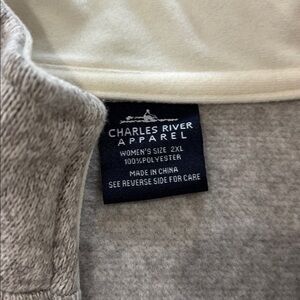 CHARLES RIVER
APPAREL
WOMEN'S SIZE 2XL
100%POLYESTER
MADE IN CHINA
SEE REVERSE SIDE FOR CARE